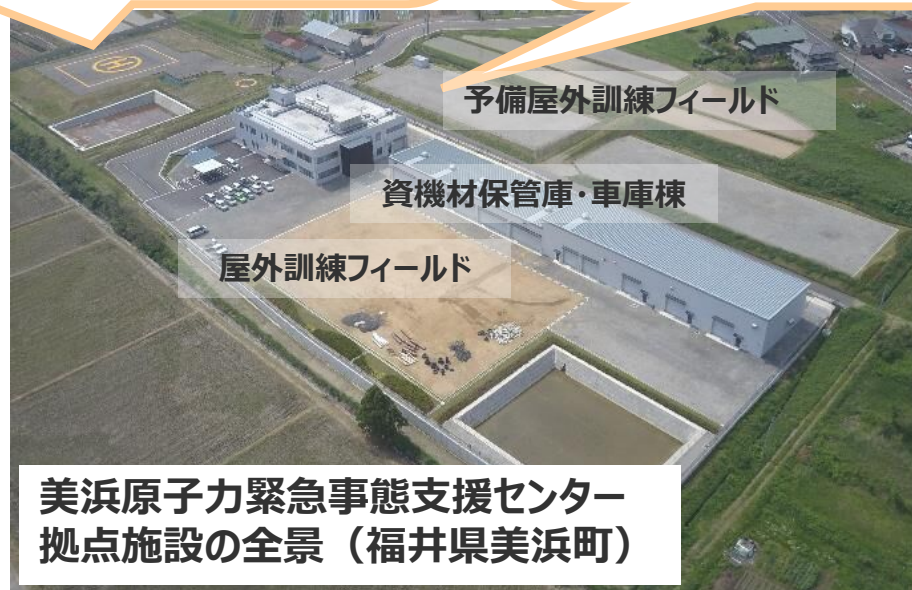 予備屋外訓練フィールド
資機材保管庫・車庫棟
屋外訓練フィールド
美浜原子力緊急事態支援センター
拠点施設の全景（福井県美浜町）